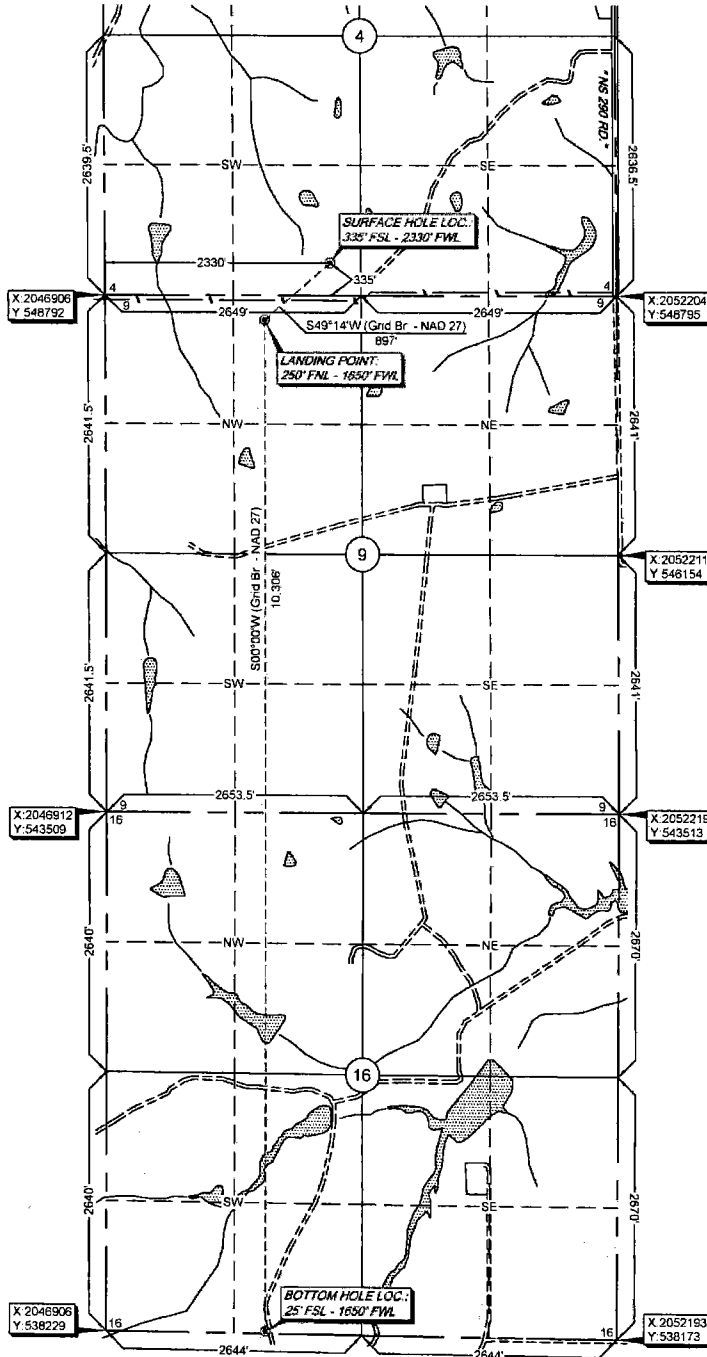 4
"NS 290 RD."
2639.5'
2636.5'
SW
SE
SURFACE HOLE LOC.:
335' FSL - 2330' FWL
2330'
335'
X:2046906
Y 548792
4
9
4
9
X:2052204
Y 548795
2649'
2649'
S49°14'W (Grid Br - NAD 27)
897'
LANDING POINT:
250' FNL - 1650' FWL
2641.5'
2641'
NW
NE
S00°00'W (Grid Br - NAD 27)
10,306'
9
X:2052211
Y 546154
2641.5'
2641'
SW
SE
2653.5'
2653.5'
X:2046912
Y:543509
9
16
9
16
X:2052219
Y:543513
2640'
2670'
NW
NE
16
2640'
2670'
SW
SE
BOTTOM HOLE LOC.:
25' FSL - 1650' FWL
X:2046906
Y:538229
16
16
X:2052193
Y:538173
2644'
2644'